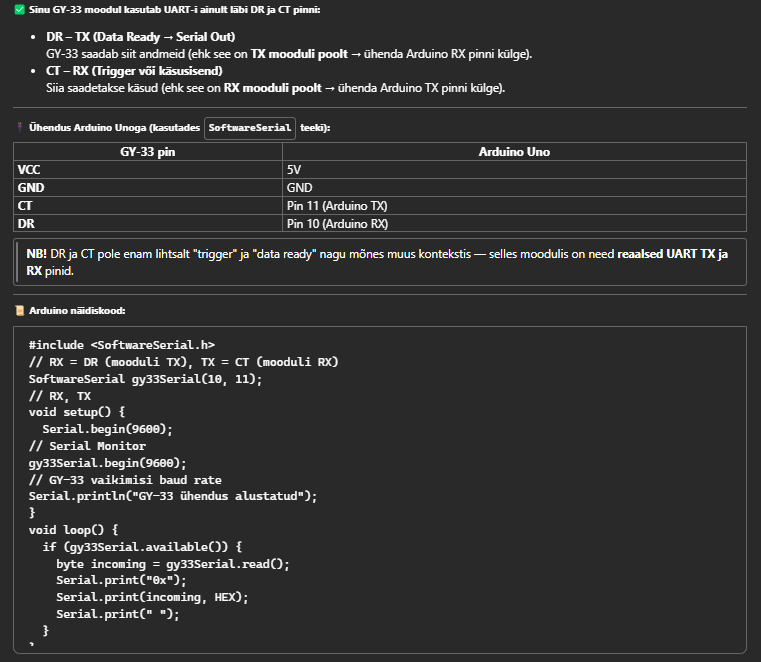 ✅ Sinu GY-33 moodul kasutab UART-i ainult läbi DR ja CT pinni:
• DR – TX (Data Ready → Serial Out)
GY-33 saadab siit andmeid (ehk see on TX mooduli poolt → ühenda Arduino RX pinni külge).
• CT – RX (Trigger või käsusisend)
Siia saadetakse käsud (ehk see on RX mooduli poolt → ühenda Arduino TX pinni külge).
Ühendus Arduino Unoga (kasutades SoftwareSerial teeki):
GY-33 pin Arduino Uno
VCC 5V
GND GND
CT Pin 11 (Arduino TX)
DR Pin 10 (Arduino RX)
NB! DR ja CT pole enam lihtsalt "trigger" ja "data ready" nagu mõnes muus kontekstis — selles moodulis on need reaalsed UART TX ja
RX pinid.
📜 Arduino näidiskood:
#include <SoftwareSerial.h>
// RX = DR (mooduli TX), TX = CT (mooduli RX)
SoftwareSerial gy33Serial(10, 11);
// RX, TX
void setup() {
  Serial.begin(9600);
// Serial Monitor
gy33Serial.begin(9600);
// GY-33 vaikimisi baud rate
Serial.println("GY-33 ühendus alustatud");
}
void loop() {
  if (gy33Serial.available()) {
    byte incoming = gy33Serial.read();
    Serial.print("0x");
    Serial.print(incoming, HEX);
    Serial.print(" ");
  }